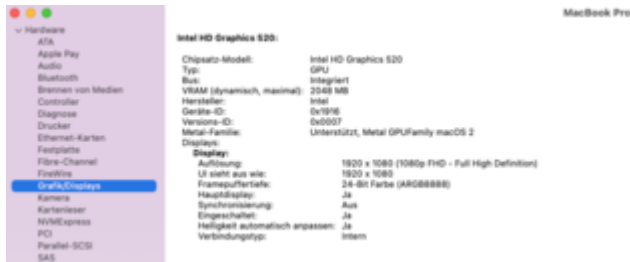 MacBook Pro
Hardware
ATA
Apple Pay
Audio
Bluetooth
Brennen von Medien
Controller
Diagnose
Drucker
Ethernet-Karten
Festplatte
Fibre-Channel
FireWire
Grafik/Displays
Kamera
Kartenleser
NVMExpress
PCI
Parallel-SCSI
SAS
Intel HD Graphics 520:
Chipsatz-Modell: Intel HD Graphics 520
Typ: GPU
Bus: Integriert
VRAM (dynamisch, maximal): 2048 MB
Hersteller: Intel
Geräte-ID: 0x1916
Versions-ID: 0x0007
Metal-Familie: Unterstützt, Metal GPUFamily macOS 2
Displays:
Display:
Auflösung: 1920 x 1080 (1080p FHD - Full High Definition)
UI sieht aus wie: 1920 x 1080
Framepuffertiefe: 24-Bit Farbe (ARGB8888)
Hauptdisplay: Ja
Synchronisierung: Aus
Eingeschaltet: Ja
Helligkeit automatisch anpassen: Ja
Verbindungstyp: Intern